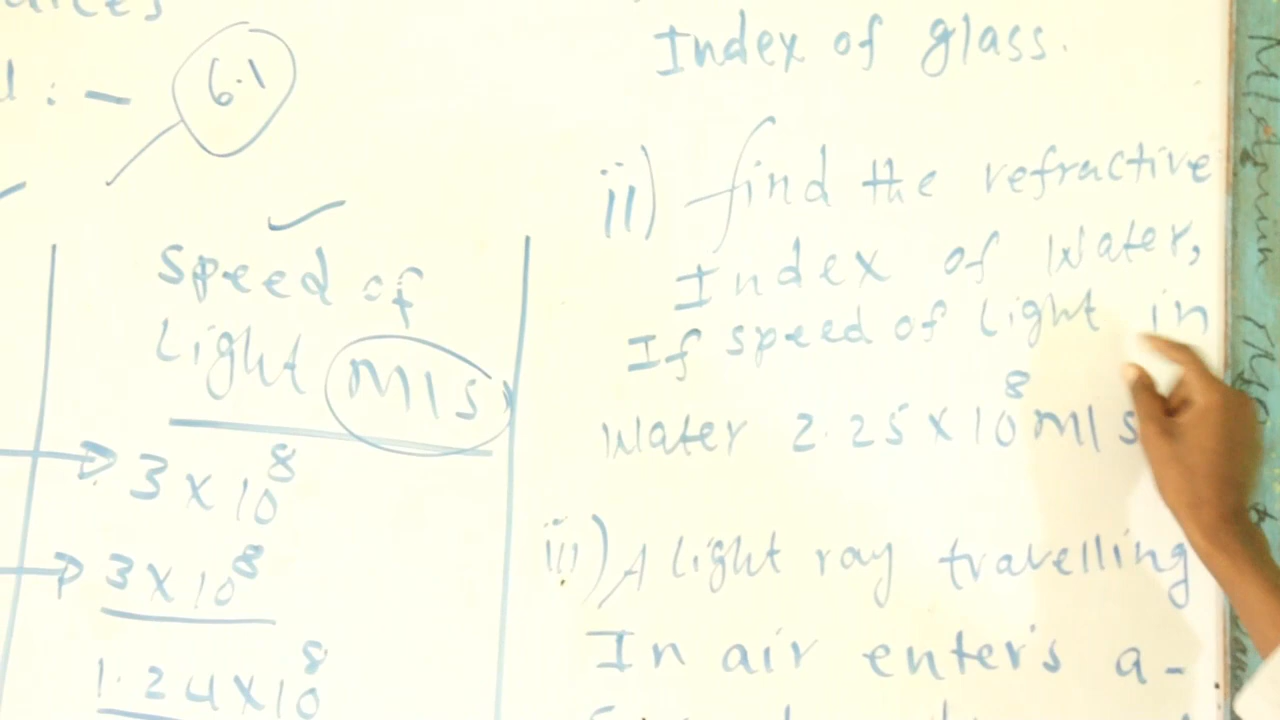 6.1
Speed of
Light M/s
3 × 10⁸
3 × 10⁸
1.24 × 10⁸
Index of glass.
ii) find the refractive
Index of Water,
If speed of Light in
Water 2.25 × 10⁸ m/s
iii) A light ray travelling
In air enters a-